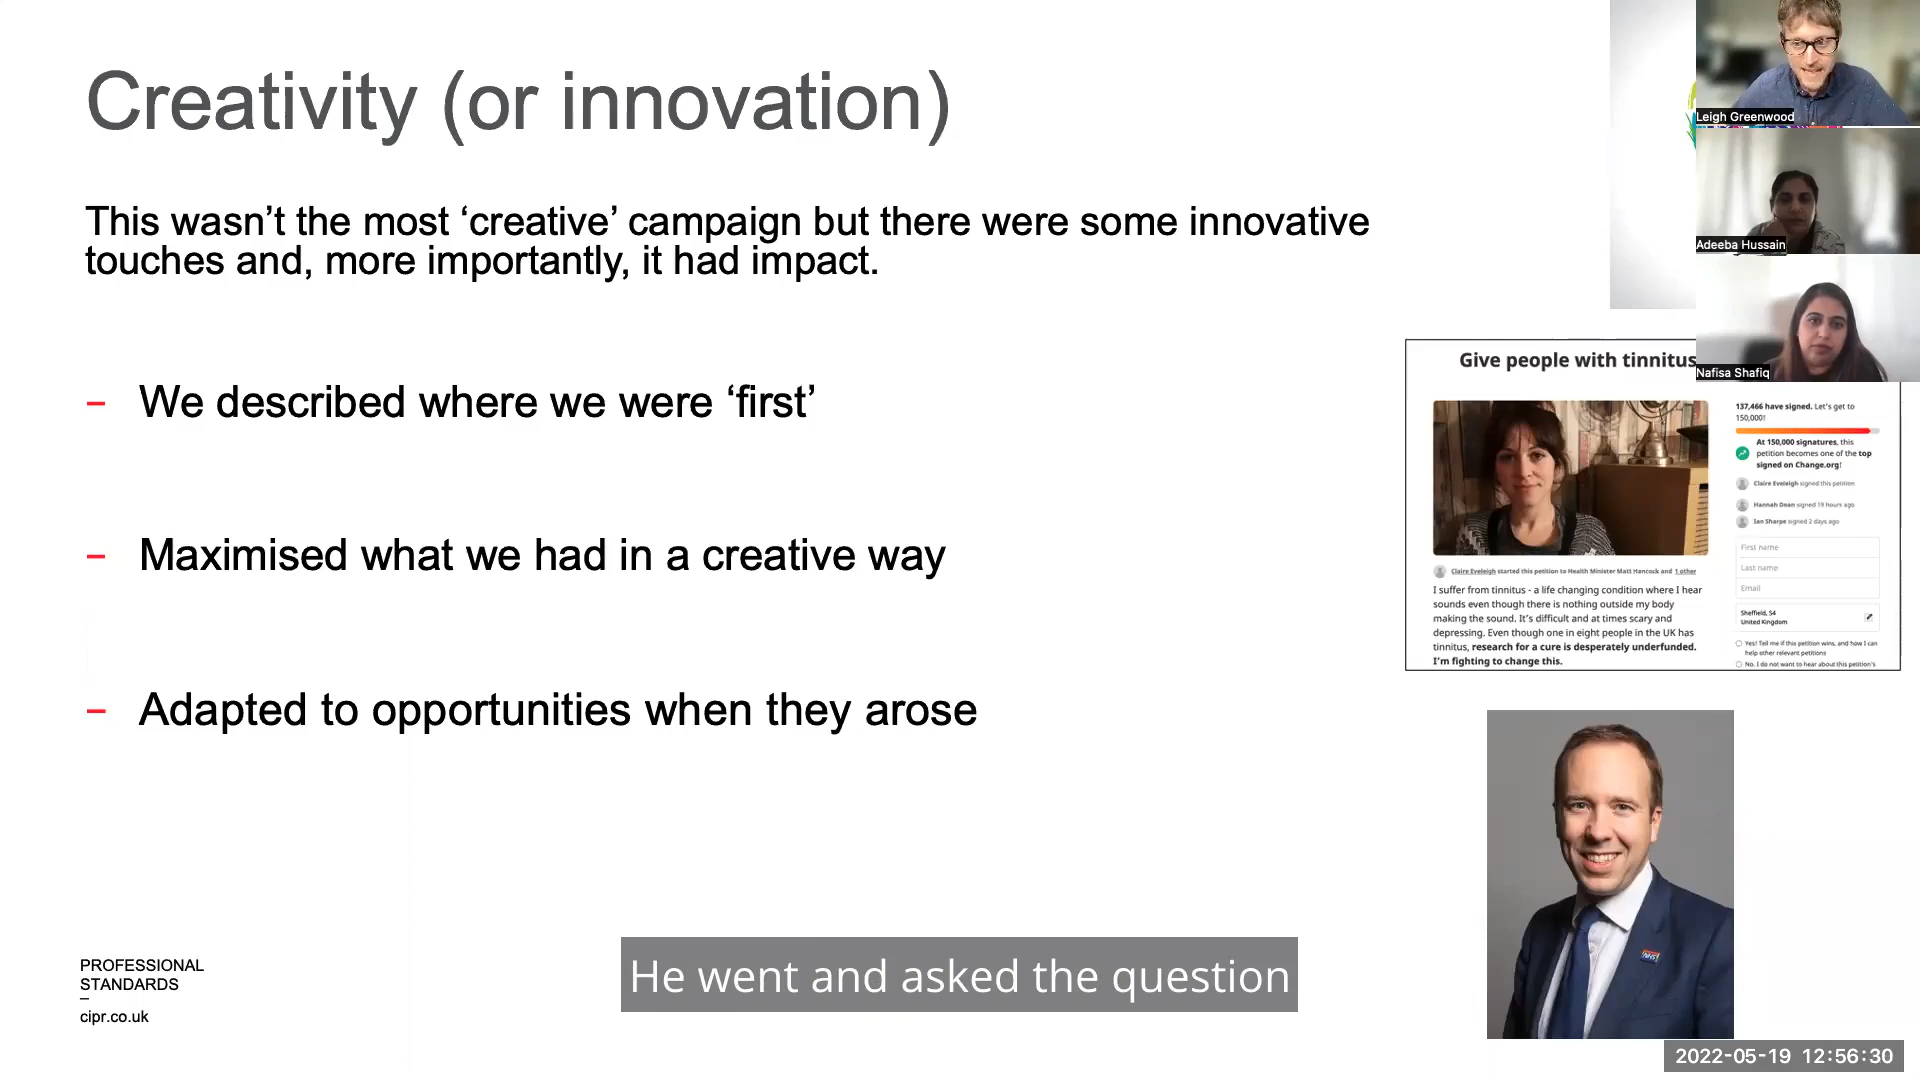 Creativity (or innovation)
This wasn’t the most ‘creative’ campaign but there were some innovative
touches and, more importantly, it had impact.
– We described where we were ‘first’
– Maximised what we had in a creative way
– Adapted to opportunities when they arose
Leigh Greenwood
Adeeba Hussain
Nafisa Shafiq
Give people with tinnitus
137,466 have signed. Let’s get to
150,000!
At 150,000 signatures, this
petition becomes one of the top
signed on Change.org!
Claire Eveleigh signed this petition
Hannah Dean signed 19 hours ago
Ian Sharpe signed 2 days ago
First name
Last name
Email
Sheffield, S4
United Kingdom
Yes! Tell me if this petition wins, and how I can
help other relevant petitions
No. I do not want to hear about this petition's
Claire Eveleigh started this petition to Health Minister Matt Hancock and 1 other
I suffer from tinnitus - a life changing condition where I hear
sounds even though there is nothing outside my body
making the sound. It’s difficult and at times scary and
depressing. Even though one in eight people in the UK has
tinnitus, research for a cure is desperately underfunded.
I’m fighting to change this.
NHS
PROFESSIONAL
STANDARDS
–
cipr.co.uk
He went and asked the question
2022-05-19 12:56:30